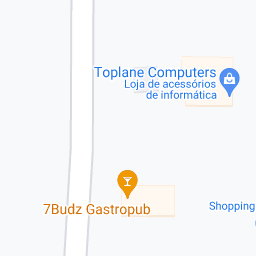 Toplane Computers
Loja de acessórios
de informática
7Budz Gastropub
Shopping